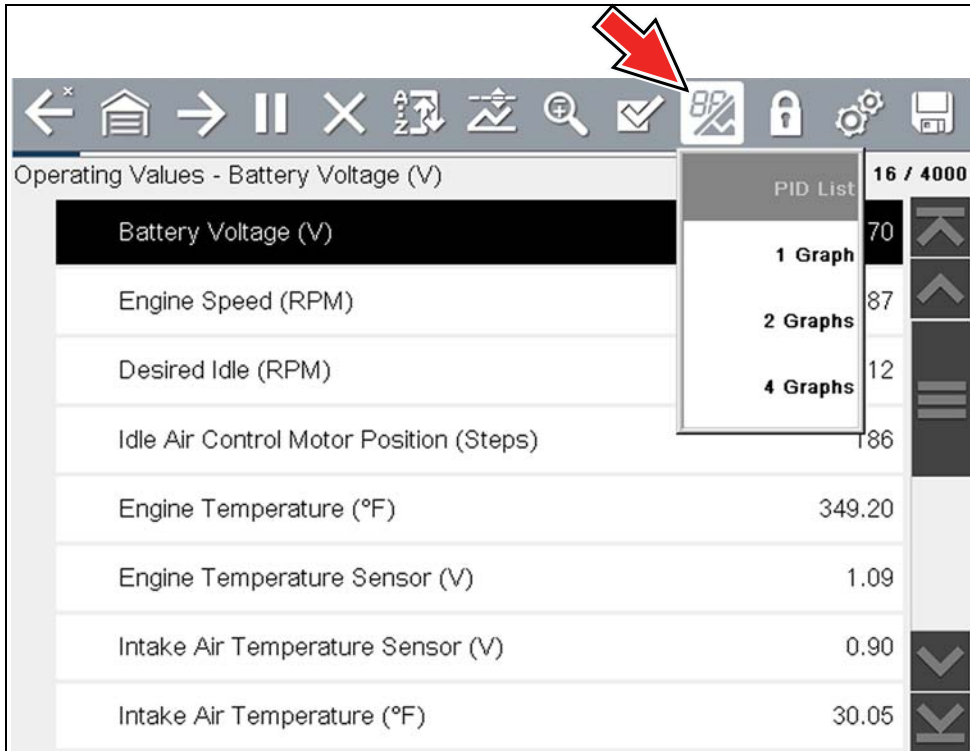 A
Z
Operating Values - Battery Voltage (V)
16 / 4000
PID List
1 Graph
2 Graphs
4 Graphs
Battery Voltage (V) 70
Engine Speed (RPM) 87
Desired Idle (RPM) 12
Idle Air Control Motor Position (Steps) 186
Engine Temperature (°F) 349.20
Engine Temperature Sensor (V) 1.09
Intake Air Temperature Sensor (V) 0.90
Intake Air Temperature (°F) 30.05